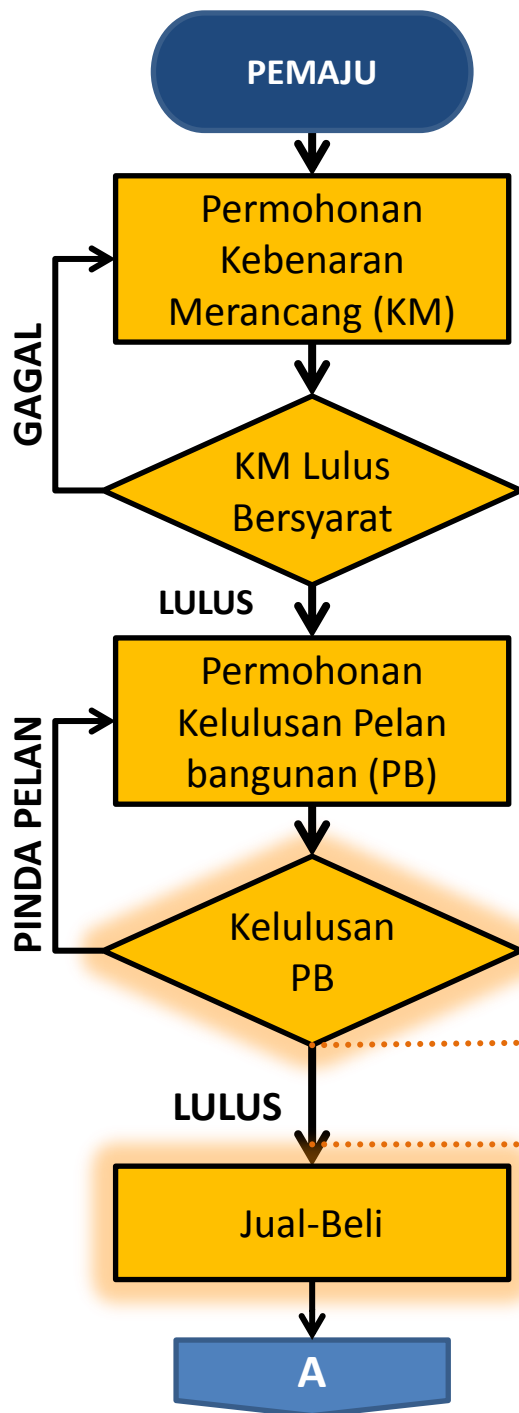 PEMAJU
Permohonan
Kebenaran
Merancang (KM)
GAGAL
KM Lulus
Bersyarat
LULUS
Permohonan
Kelulusan Pelan
bangunan (PB)
PINDA PELAN
Kelulusan
PB
LULUS
Jual-Beli
A